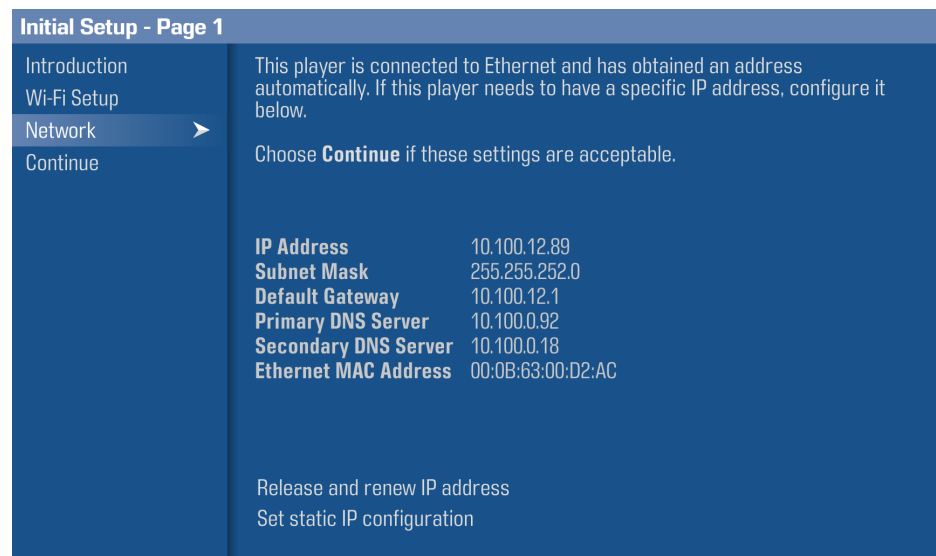 Initial Setup - Page 1
Introduction
Wi-Fi Setup
Network
Continue
This player is connected to Ethernet and has obtained an address
automatically. If this player needs to have a specific IP address, configure it
below.
Choose Continue if these settings are acceptable.
IP Address 10.100.12.89
Subnet Mask 255.255.252.0
Default Gateway 10.100.12.1
Primary DNS Server 10.100.0.92
Secondary DNS Server 10.100.0.18
Ethernet MAC Address 00:0B:63:00:D2:AC
Release and renew IP address
Set static IP configuration